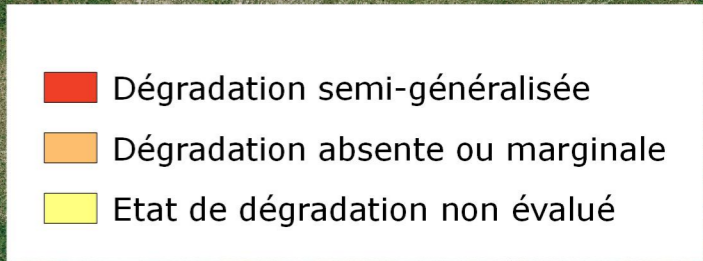 Dégradation semi-généralisée
Dégradation absente ou marginale
Etat de dégradation non évalué